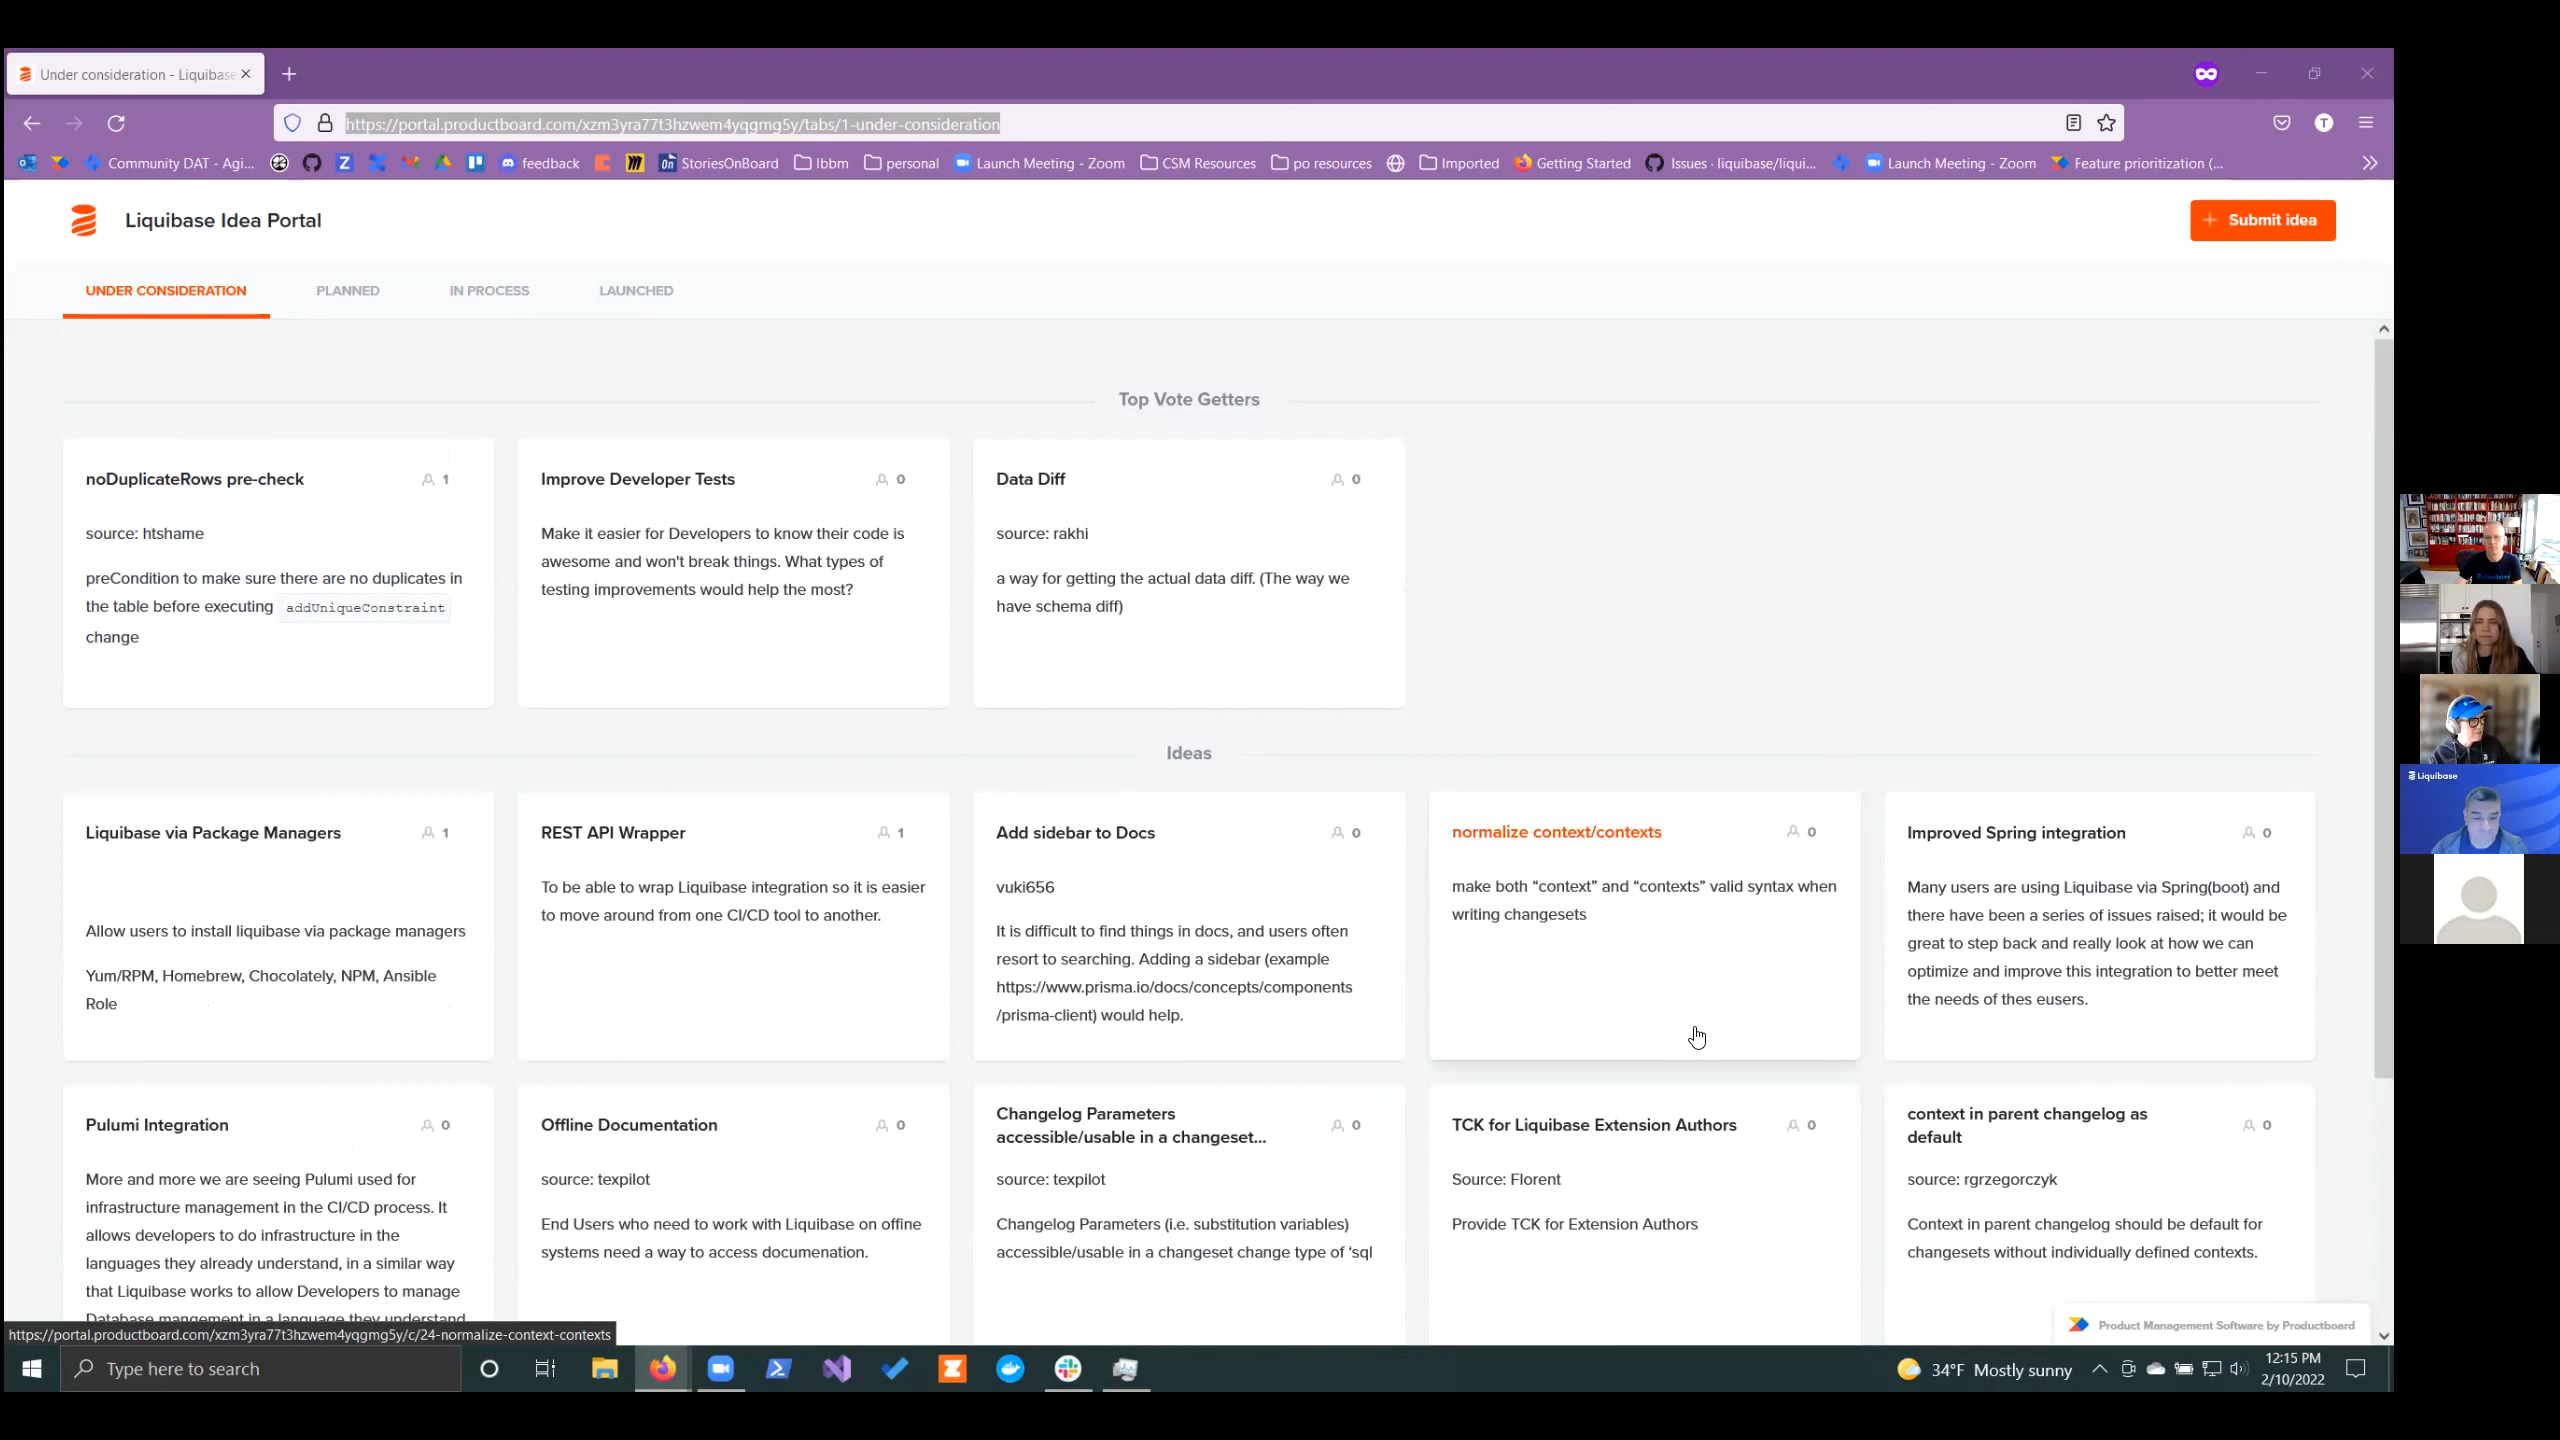 Under consideration - Liquibase
https://portal.productboard.com/xzm3yra77t3hzwem4yqgmg5y/tabs/1-under-consideration
T
Community DAT - Agi...
feedback
StoriesOnBoard
lbbm
personal
Launch Meeting - Zoom
CSM Resources
po resources
Imported
Getting Started
Issues · liquibase/liqui...
Launch Meeting - Zoom
Feature prioritization (...
Liquibase Idea Portal
+ Submit idea
UNDER CONSIDERATION
PLANNED
IN PROCESS
LAUNCHED
Top Vote Getters
noDuplicateRows pre-check 1
source: htshame
preCondition to make sure there are no duplicates in
the table before executing addUniqueConstraint
change
Improve Developer Tests 0
Make it easier for Developers to know their code is
awesome and won't break things. What types of
testing improvements would help the most?
Data Diff 0
source: rakhi
a way for getting the actual data diff. (The way we
have schema diff)
Ideas
Liquibase via Package Managers 1
Allow users to install liquibase via package managers
Yum/RPM, Homebrew, Chocolately, NPM, Ansible
Role
REST API Wrapper 1
To be able to wrap Liquibase integration so it is easier
to move around from one CI/CD tool to another.
Add sidebar to Docs 0
vuki656
It is difficult to find things in docs, and users often
resort to searching. Adding a sidebar (example
https://www.prisma.io/docs/concepts/components
/prisma-client) would help.
normalize context/contexts 0
make both “context” and “contexts” valid syntax when
writing changesets
Improved Spring integration 0
Many users are using Liquibase via Spring(boot) and
there have been a series of issues raised; it would be
great to step back and really look at how we can
optimize and improve this integration to better meet
the needs of thes eusers.
Pulumi Integration 0
More and more we are seeing Pulumi used for
infrastructure management in the CI/CD process. It
allows developers to do infrastructure in the
languages they already understand, in a similar way
that Liquibase works to allow Developers to manage
Database mangement in a language they understand
Offline Documentation 0
source: texpilot
End Users who need to work with Liquibase on offine
systems need a way to access documenation.
Changelog Parameters
accessible/usable in a changeset... 0
source: texpilot
Changelog Parameters (i.e. substitution variables)
accessible/usable in a changeset change type of ‘sql
TCK for Liquibase Extension Authors 0
Source: Florent
Provide TCK for Extension Authors
context in parent changelog as
default 0
source: rgrzegorczyk
Context in parent changelog should be default for
changesets without individually defined contexts.
Product Management Software by Productboard
https://portal.productboard.com/xzm3yra77t3hzwem4yqgmg5y/c/24-normalize-context-contexts
Type here to search
34°F Mostly sunny
12:15 PM
2/10/2022
Liquibase